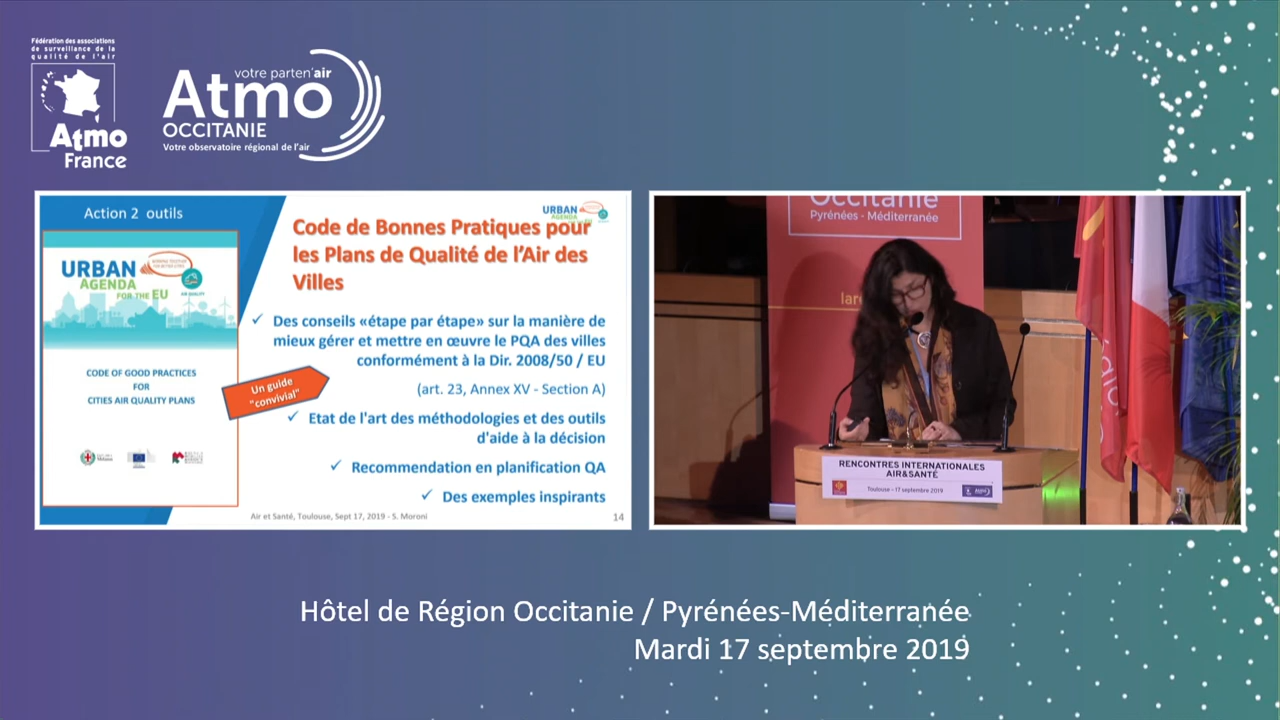 Fédération des associations
de surveillance de la
qualité de l'air
Atmo
France
votre parten'air
Atmo
OCCITANIE
Votre observatoire régional de l'air
Action 2 outils
URBAN
AGENDA
FOR THE EU
AIR QUALITY
CODE OF GOOD PRACTICES
FOR
CITIES AIR QUALITY PLANS
Un guide
"convivial"
URBAN
AGENDA
Code de Bonnes Pratiques pour
les Plans de Qualité de l'Air des
Villes
✓ Des conseils «étape par étape» sur la manière de
mieux gérer et mettre en œuvre le PQA des villes
conformément à la Dir. 2008/50 / EU
(art. 23, Annex XV - Section A)
✓ Etat de l'art des méthodologies et des outils
d'aide à la décision
✓ Recommendation en planification QA
✓ Des exemples inspirants
Air et Santé, Toulouse, Sept 17, 2019 - S. Moroni
14
Occitanie
Pyrénées - Méditerranée
RENCONTRES INTERNATIONALES
AIR&SANTÉ
Toulouse - 17 septembre 2019
Hôtel de Région Occitanie / Pyrénées-Méditerranée
Mardi 17 septembre 2019